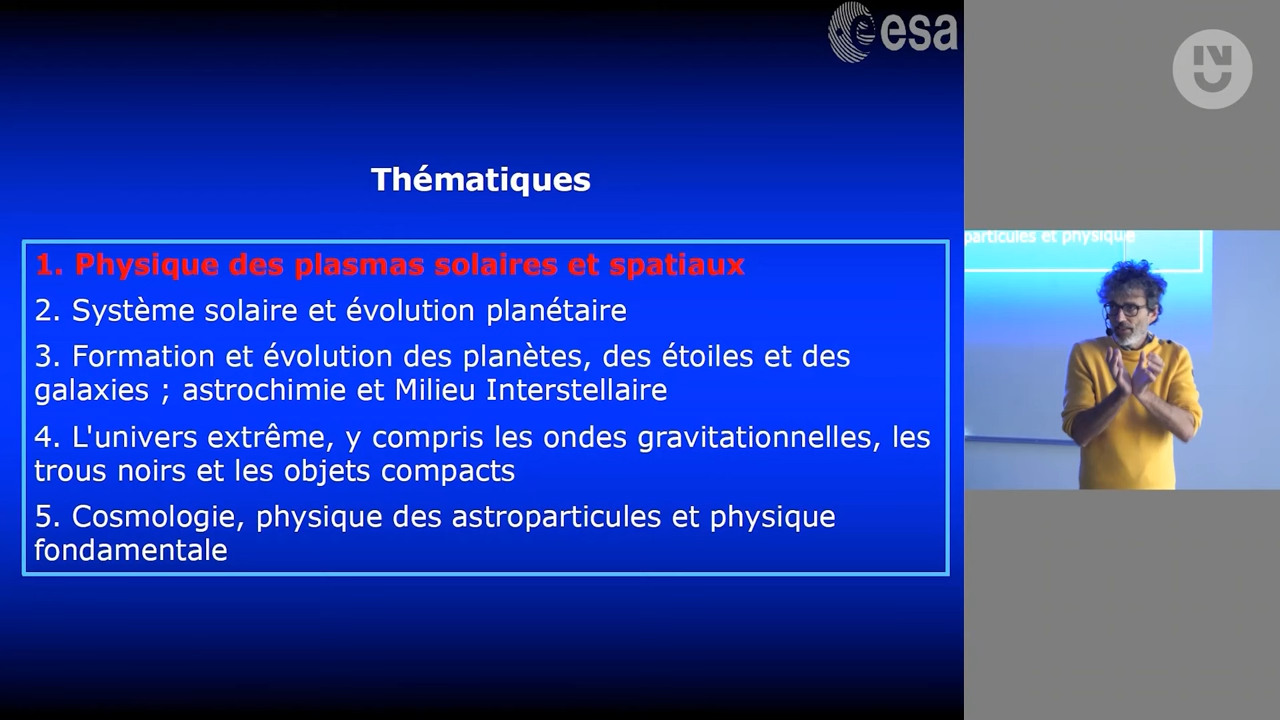 esa
Thématiques
1. Physique des plasmas solaires et spatiaux
2. Système solaire et évolution planétaire
3. Formation et évolution des planètes, des étoiles et des
galaxies ; astrochimie et Milieu Interstellaire
4. L'univers extrême, y compris les ondes gravitationnelles, les
trous noirs et les objets compacts
5. Cosmologie, physique des astroparticules et physique
fondamentale
particules et physique